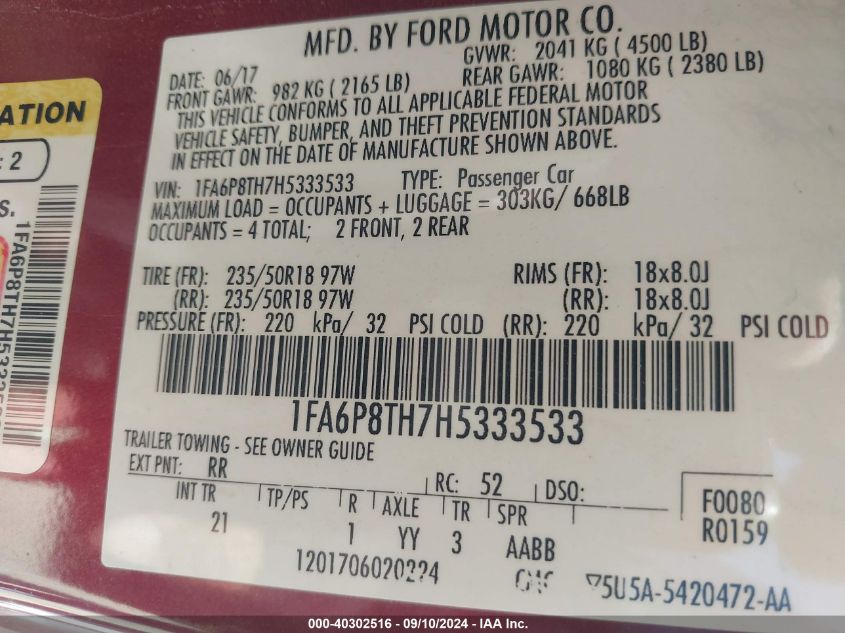 MFD. BY FORD MOTOR CO.
DATE: 06/17 GVWR: 2041 KG ( 4500 LB)
FRONT GAWR: 982 KG ( 2165 LB) REAR GAWR: 1080 KG ( 2380 LB)
THIS VEHICLE CONFORMS TO ALL APPLICABLE FEDERAL MOTOR
VEHICLE SAFETY, BUMPER, AND THEFT PREVENTION STANDARDS
IN EFFECT ON THE DATE OF MANUFACTURE SHOWN ABOVE.
VIN: 1FA6P8TH7H5333533 TYPE: Passenger Car
MAXIMUM LOAD = OCCUPANTS + LUGGAGE = 303KG/ 668LB
OCCUPANTS = 4 TOTAL; 2 FRONT, 2 REAR
TIRE (FR): 235/50R18 97W RIMS (FR): 18x8.0J
(RR): 235/50R18 97W (RR): 18x8.0J
PRESSURE (FR): 220 kPa/ 32 PSI COLD (RR): 220 kPa/ 32 PSI COLD
1FA6P8TH7H5333533
TRAILER TOWING - SEE OWNER GUIDE
EXT PNT: RR RC: 52 DSO:
INT TR TP/PS R AXLE TR SPR
21 1 YY 3 AABB
F0080
R0159
1201706020224
5U5A-5420472-AA
ATION
: 2
S.
1FA6P8TH7H5333
000-40302516 - 09/10/2024 - IAA Inc.